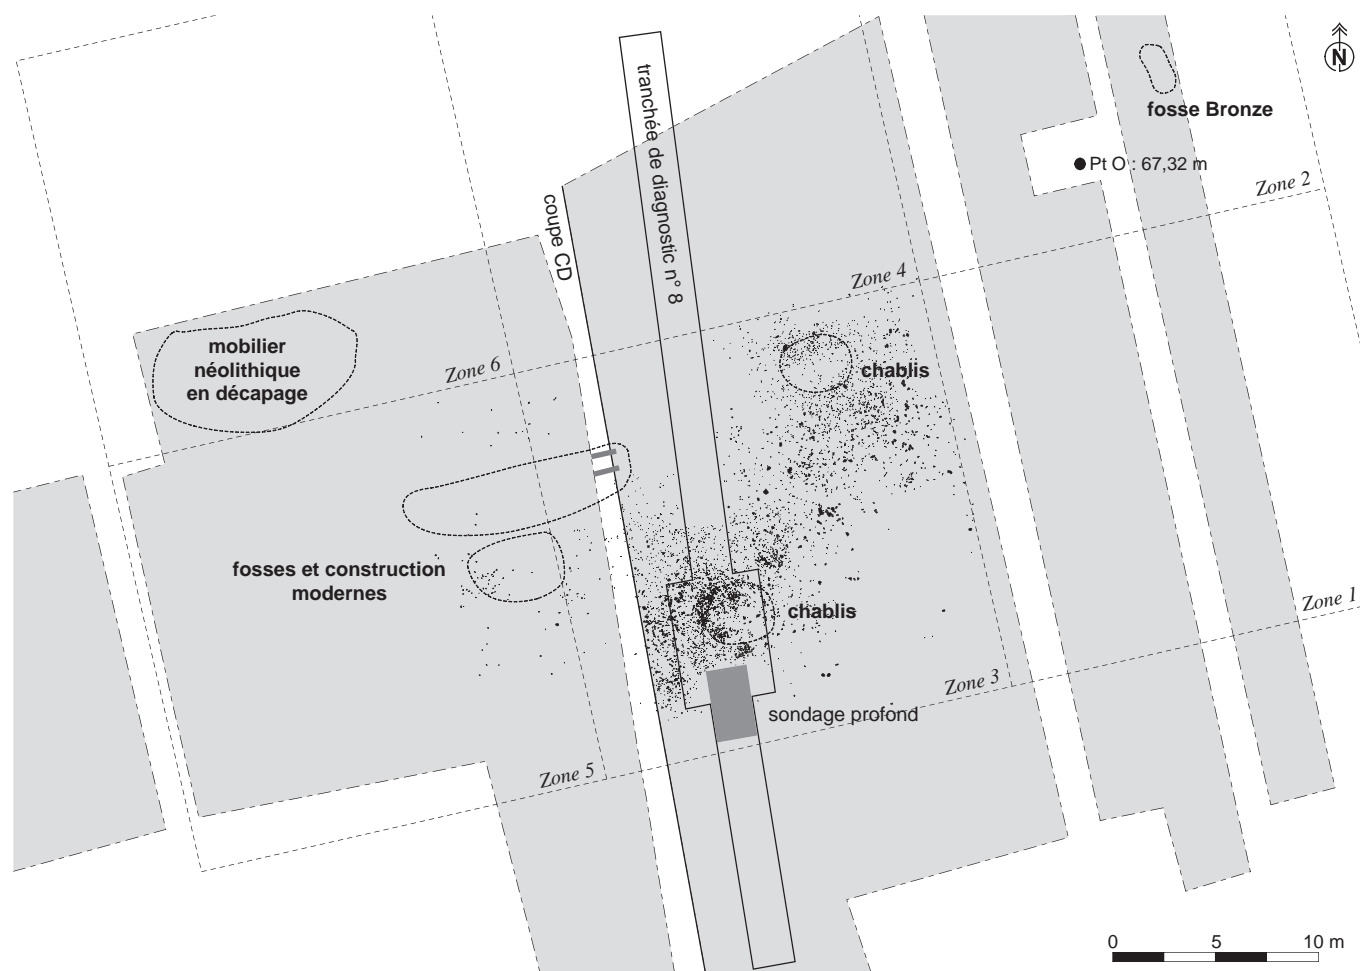 N
fosse Bronze
Pt O : 67,32 m
Zone 2
tranchée de diagnostic n° 8
coupe CD
Zone 4
mobilier
néolithique
en décapage
Zone 6
chablis
fosses et construction
modernes
chablis
Zone 1
Zone 3
sondage profond
Zone 5
0 5 10 m